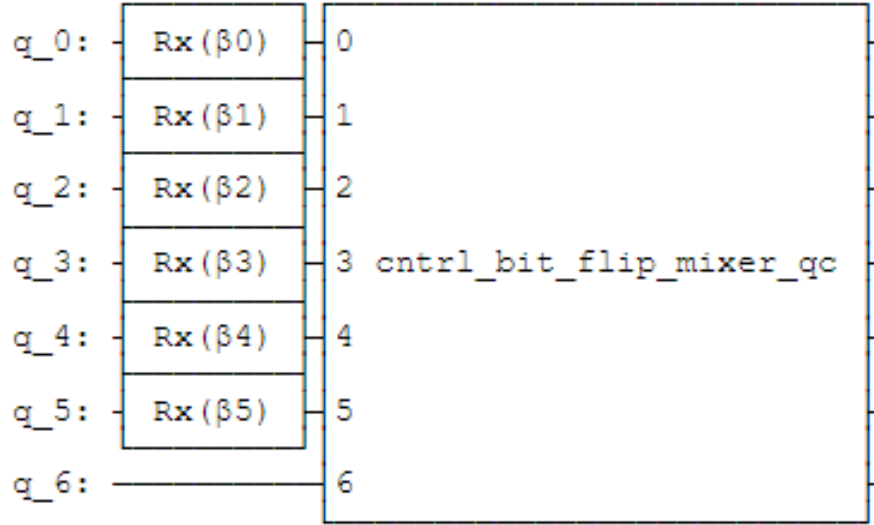 q_0: Rx(β0) 0
q_1: Rx(β1) 1
q_2: Rx(β2) 2
q_3: Rx(β3) 3 cntrl_bit_flip_mixer_qc
q_4: Rx(β4) 4
q_5: Rx(β5) 5
q_6: 6